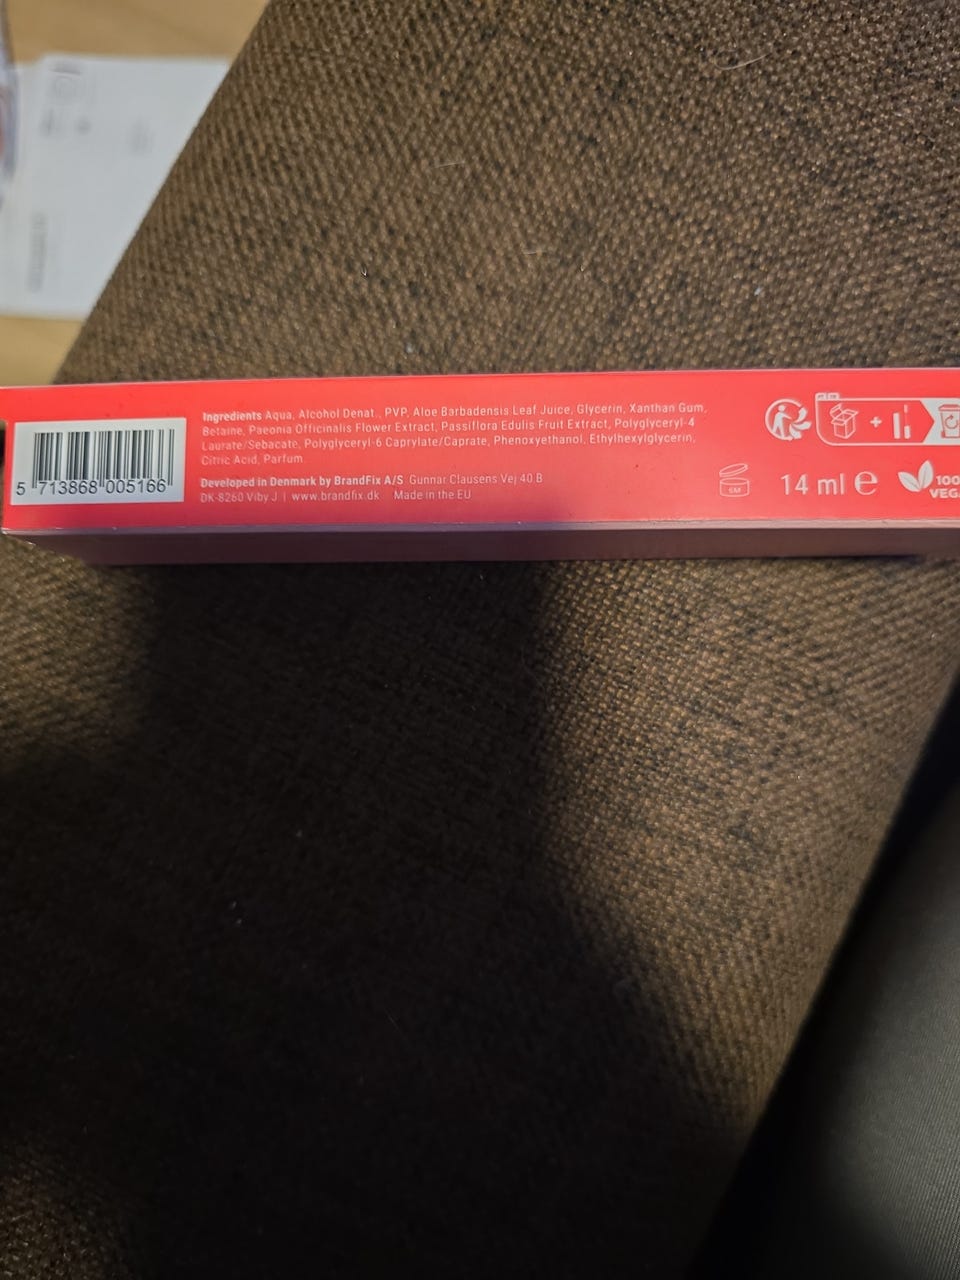 Ingredients Aqua, Alcohol Denat., PVP, Aloe Barbadensis Leaf Juice, Glycerin, Xanthan Gum,
Betaine, Paeonia Officinalis Flower Extract, Passiflora Edulis Fruit Extract, Polyglyceryl-4
Laurate/Sebacate, Polyglyceryl-6 Caprylate/Caprate, Phenoxyethanol, Ethylhexylglycerin,
Citric Acid, Parfum.
Developed in Denmark by BrandFix A/S Gunnar Clausens Vej 40 B
DK-8260 Viby J | www.brandfix.dk Made in the EU
5 713868 005166
+
6M
14 ml e
100
VEG